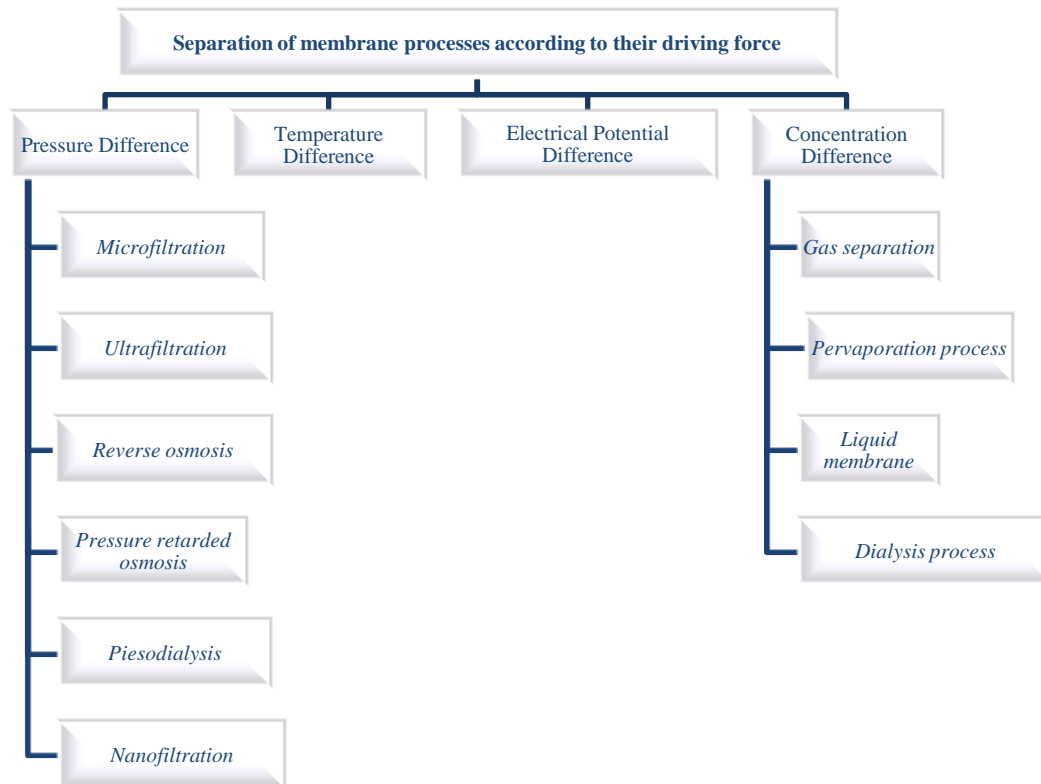 Separation of membrane processes according to their driving force
Pressure Difference
Temperature
Difference
Electrical Potential
Difference
Concentration
Difference
Microfiltration
Ultrafiltration
Reverse osmosis
Pressure retarded
osmosis
Piesodialysis
Nanofiltration
Gas separation
Pervaporation process
Liquid
membrane
Dialysis process